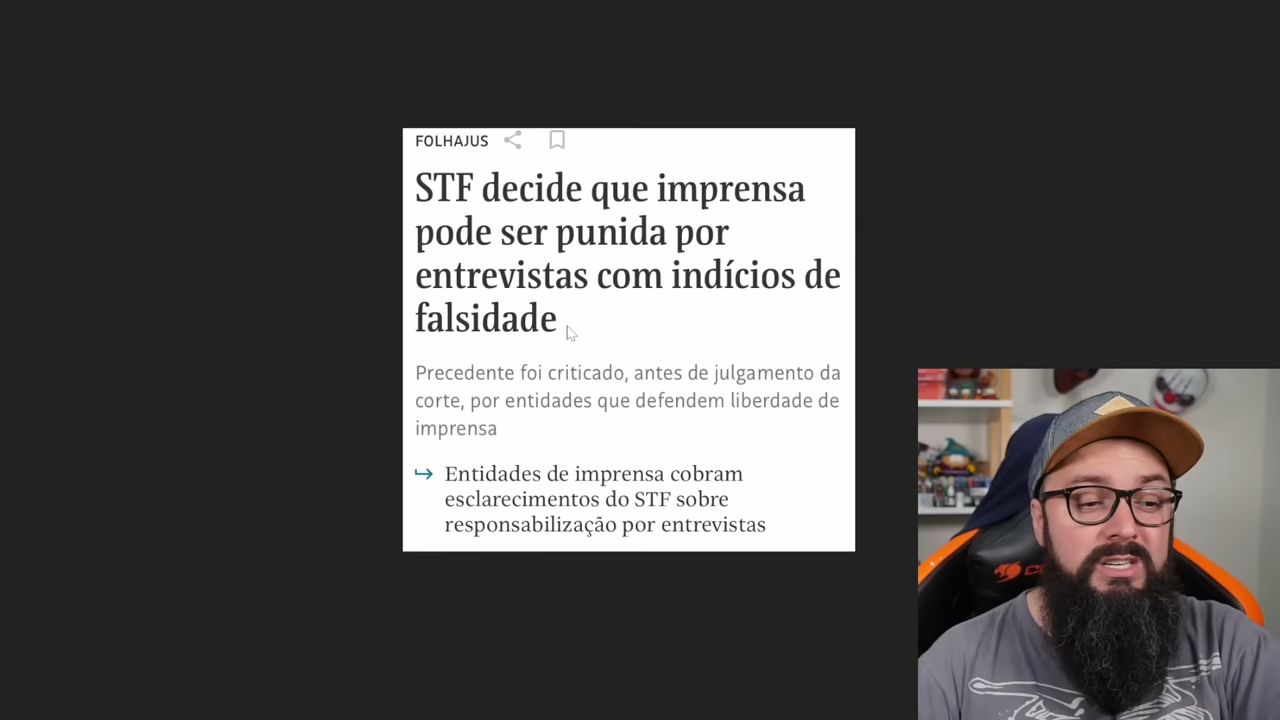 FOLHAJUS
STF decide que imprensa
pode ser punida por
entrevistas com indícios de
falsidade
Precedente foi criticado, antes de julgamento da
corte, por entidades que defendem liberdade de
imprensa
Entidades de imprensa cobram
esclarecimentos do STF sobre
responsabilização por entrevistas